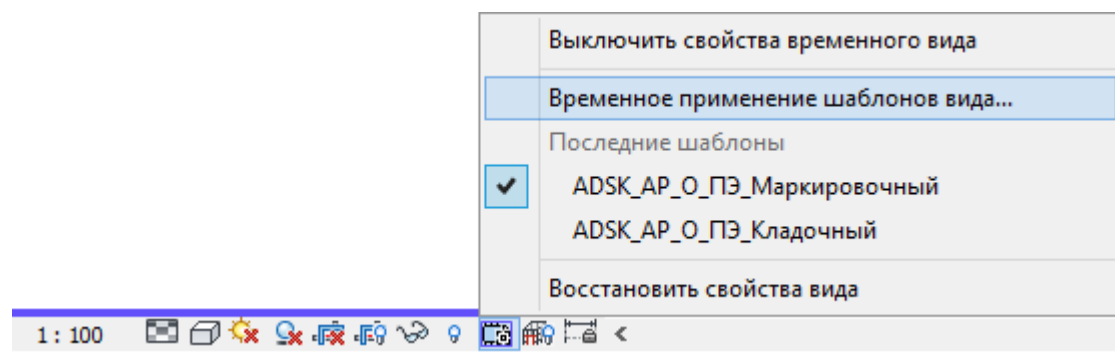 Выключить свойства временного вида
Временное применение шаблонов вида...
Последние шаблоны
ADSK_АР_О_ПЭ_Маркировочный
ADSK_АР_О_ПЭ_Кладочный
Восстановить свойства вида
1 : 100